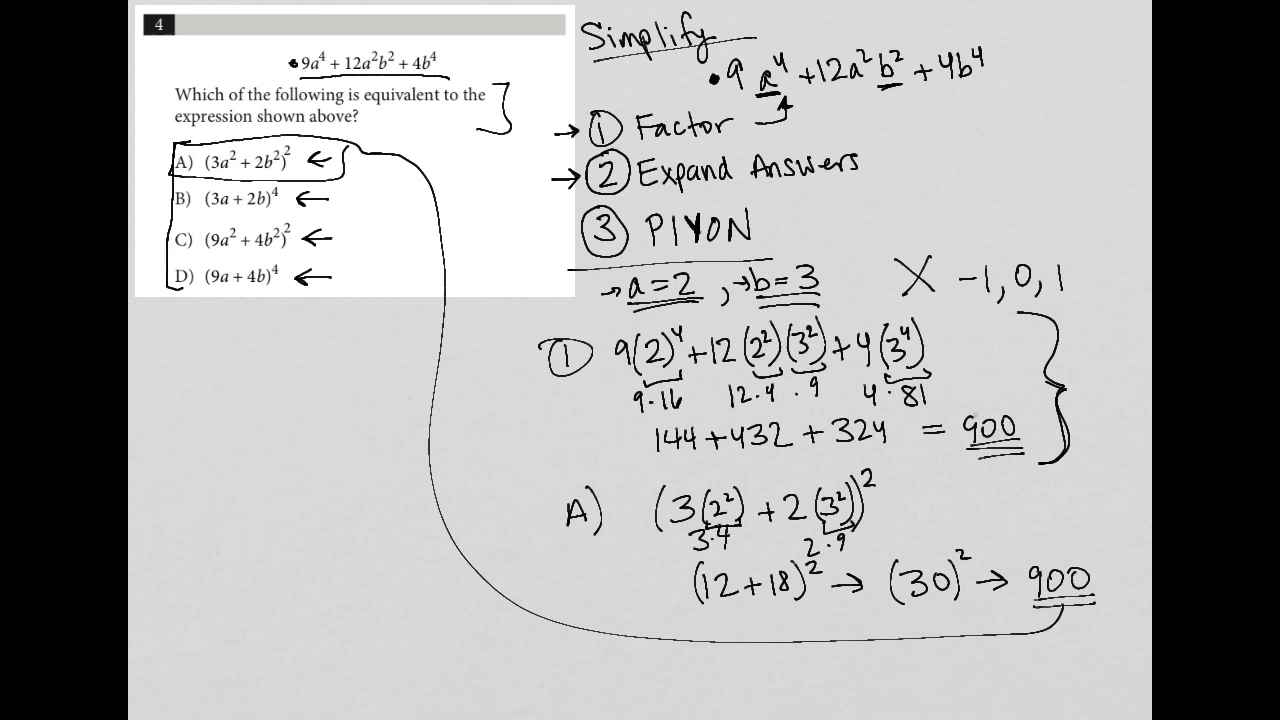 4
9a⁴ + 12a²b² + 4b⁴
Which of the following is equivalent to the
expression shown above?
A) (3a² + 2b²)²
B) (3a + 2b)⁴
C) (9a² + 4b²)²
D) (9a + 4b)⁴
Simplify
9a⁴ + 12a²b² + 4b⁴
→ ① Factor
→ ② Expand Answers
③ PIYON
→ a = 2 , → b = 3 X -1, 0, 1
① 9(2)⁴ + 12(2²)(3²) + 4(3⁴)
9·16 12·4 · 9 4 · 81
144 + 432 + 324 = 900
A) (3(2²) + 2(3²))²
3·4 2·9
(12 + 18)² → (30)² → 900